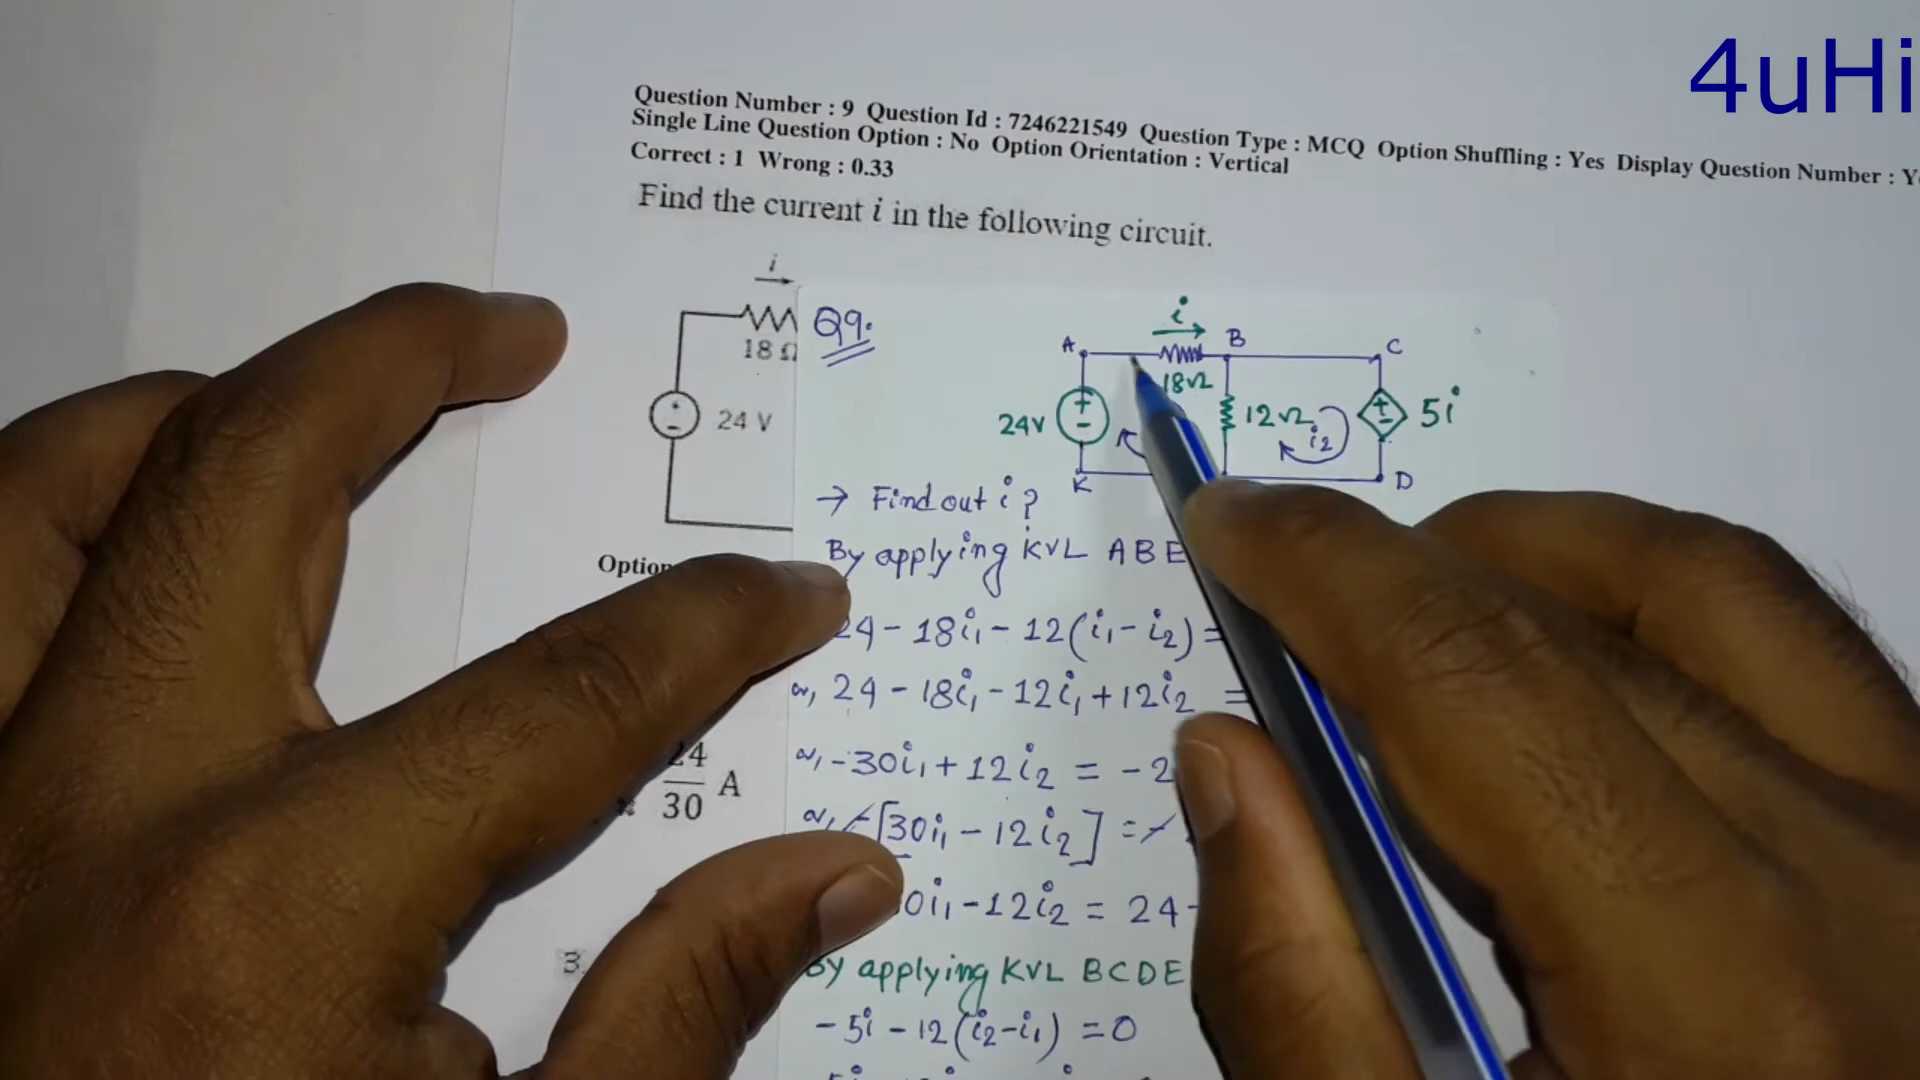 4uHi
Question Number : 9 Question Id : 7246221549 Question Type : MCQ Option Shuffling : Yes Display Question Number : Y
Single Line Question Option : No Option Orientation : Vertical
Correct : 1 Wrong : 0.33
Find the current i in the following circuit.
i
18 Ω
24 V
Q9.
i
A
B
C
18Ω
24V
12Ω
i2
5i
K
D
→ Find out i?
By applying KVL ABE
24 - 18i1 - 12(i1 - i2) =
24 - 18i1 - 12i1 + 12i2 =
-30i1 + 12i2 = -2
-[30i1 - 12i2] = -
0i1 - 12i2 = 24
By applying KVL BCDE
-5i - 12(i2 - i1) = 0
Option
24
30 A
3.